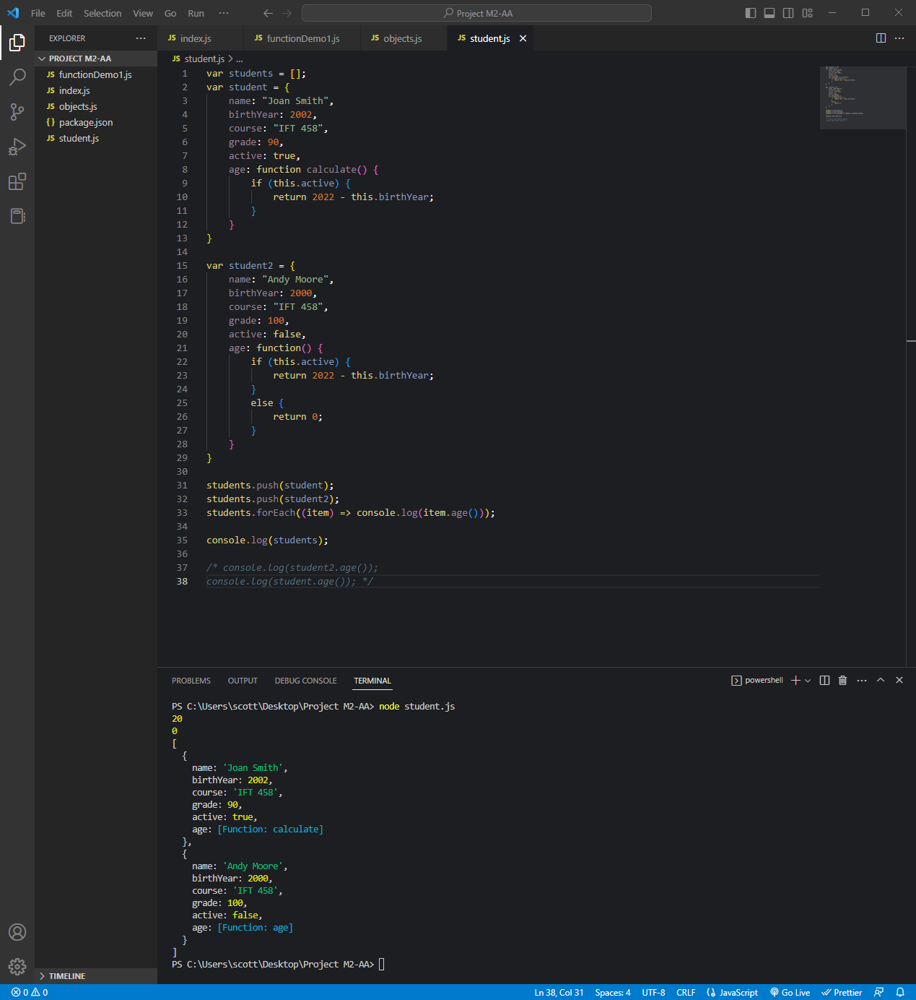 File Edit Selection View Go Run ··· Project M2-AA
EXPLORER ···
PROJECT M2-AA
JS functionDemo1.js
JS index.js
JS objects.js
{} package.json
JS student.js
TIMELINE
JS index.js JS functionDemo1.js JS objects.js JS student.js
JS student.js > ...
1 var students = [];
2 var student = {
3 name: "Joan Smith",
4 birthYear: 2002,
5 course: "IFT 458",
6 grade: 90,
7 active: true,
8 age: function calculate() {
9 if (this.active) {
10 return 2022 - this.birthYear;
11 }
12 }
13 }
14
15 var student2 = {
16 name: "Andy Moore",
17 birthYear: 2000,
18 course: "IFT 458",
19 grade: 100,
20 active: false,
21 age: function() {
22 if (this.active) {
23 return 2022 - this.birthYear;
24 }
25 else {
26 return 0;
27 }
28 }
29 }
30
31 students.push(student);
32 students.push(student2);
33 students.forEach((item) => console.log(item.age()));
34
35 console.log(students);
36
37 /* console.log(student2.age());
38 console.log(student.age()); */
PROBLEMS OUTPUT DEBUG CONSOLE TERMINAL powershell
PS C:\Users\scott\Desktop\Project M2-AA> node student.js
20
0
[
{
name: 'Joan Smith',
birthYear: 2002,
course: 'IFT 458',
grade: 90,
active: true,
age: [Function: calculate]
},
{
name: 'Andy Moore',
birthYear: 2000,
course: 'IFT 458',
grade: 100,
active: false,
age: [Function: age]
}
]
PS C:\Users\scott\Desktop\Project M2-AA>
0 0 Ln 38, Col 31 Spaces: 4 UTF-8 CRLF JavaScript Go Live Prettier